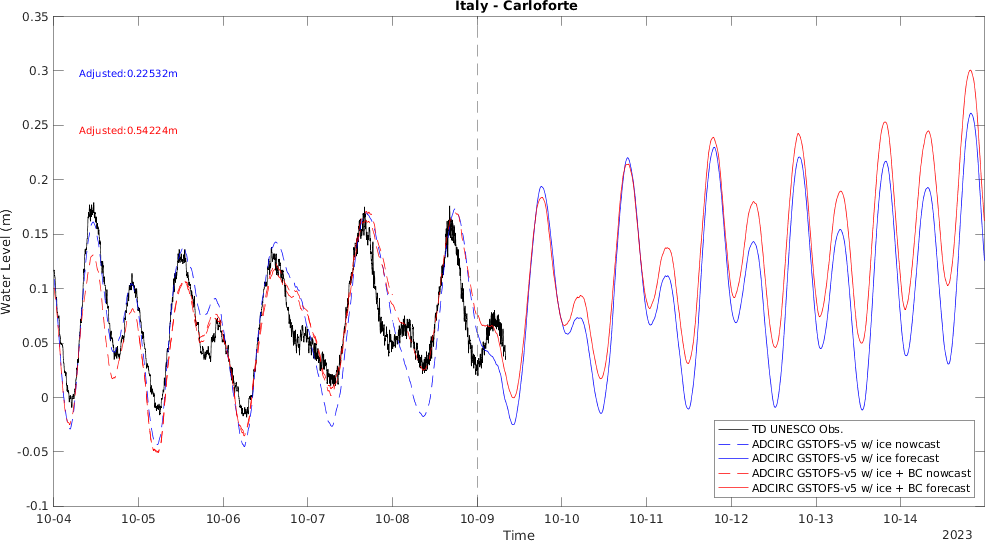 Italy - Carloforte
0.35
0.3
0.25
0.2
0.15
0.1
0.05
0
-0.05
-0.1
Water Level (m)
Adjusted:0.22532m
Adjusted:0.54224m
TD UNESCO Obs.
ADCIRC GSTOFS-v5 w/ ice nowcast
ADCIRC GSTOFS-v5 w/ ice forecast
ADCIRC GSTOFS-v5 w/ ice + BC nowcast
ADCIRC GSTOFS-v5 w/ ice + BC forecast
10-04 10-05 10-06 10-07 10-08 10-09 10-10 10-11 10-12 10-13 10-14
Time
2023